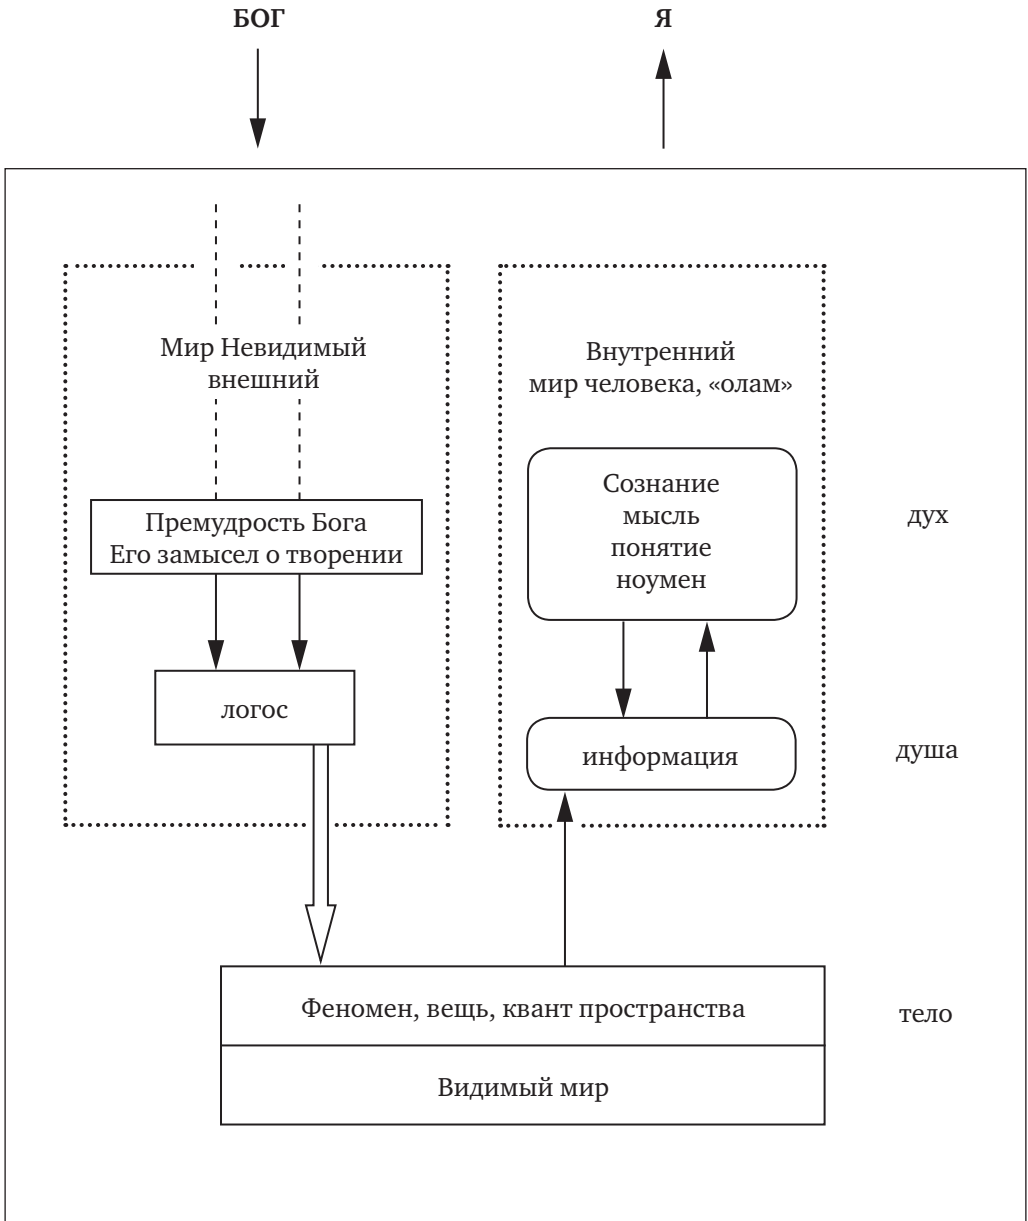 БОГ
Я
Мир Невидимый
внешний
Внутренний
мир человека, «олам»
Премудрость Бога
Его замысел о творении
Сознание
мысль
понятие
ноумен
дух
логос
информация
душа
Феномен, вещь, квант пространства
тело
Видимый мир